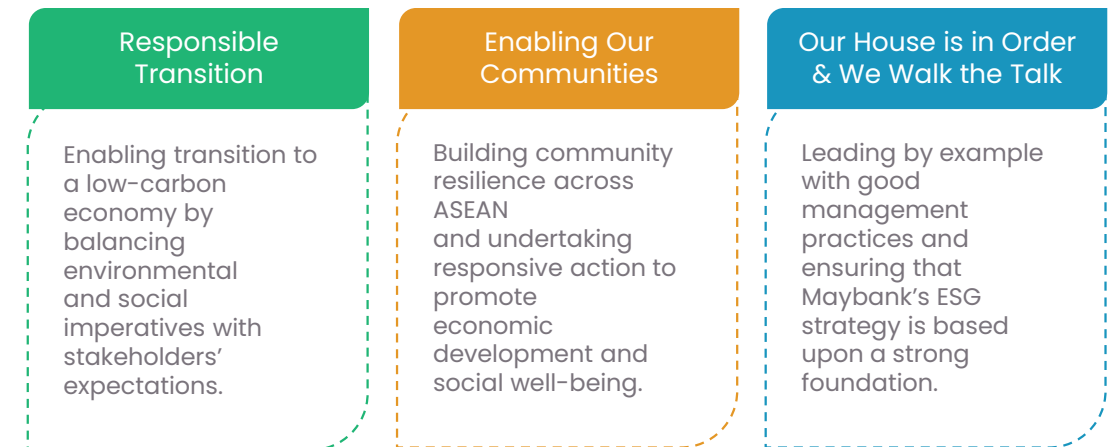 Responsible
Transition
Enabling transition to
a low-carbon
economy by
balancing
environmental
and social
imperatives with
stakeholders’
expectations.
Enabling Our
Communities
Building community
resilience across
ASEAN
and undertaking
responsive action to
promote
economic
development and
social well-being.
Our House is in Order
& We Walk the Talk
Leading by example
with good
management
practices and
ensuring that
Maybank’s ESG
strategy is based
upon a strong
foundation.